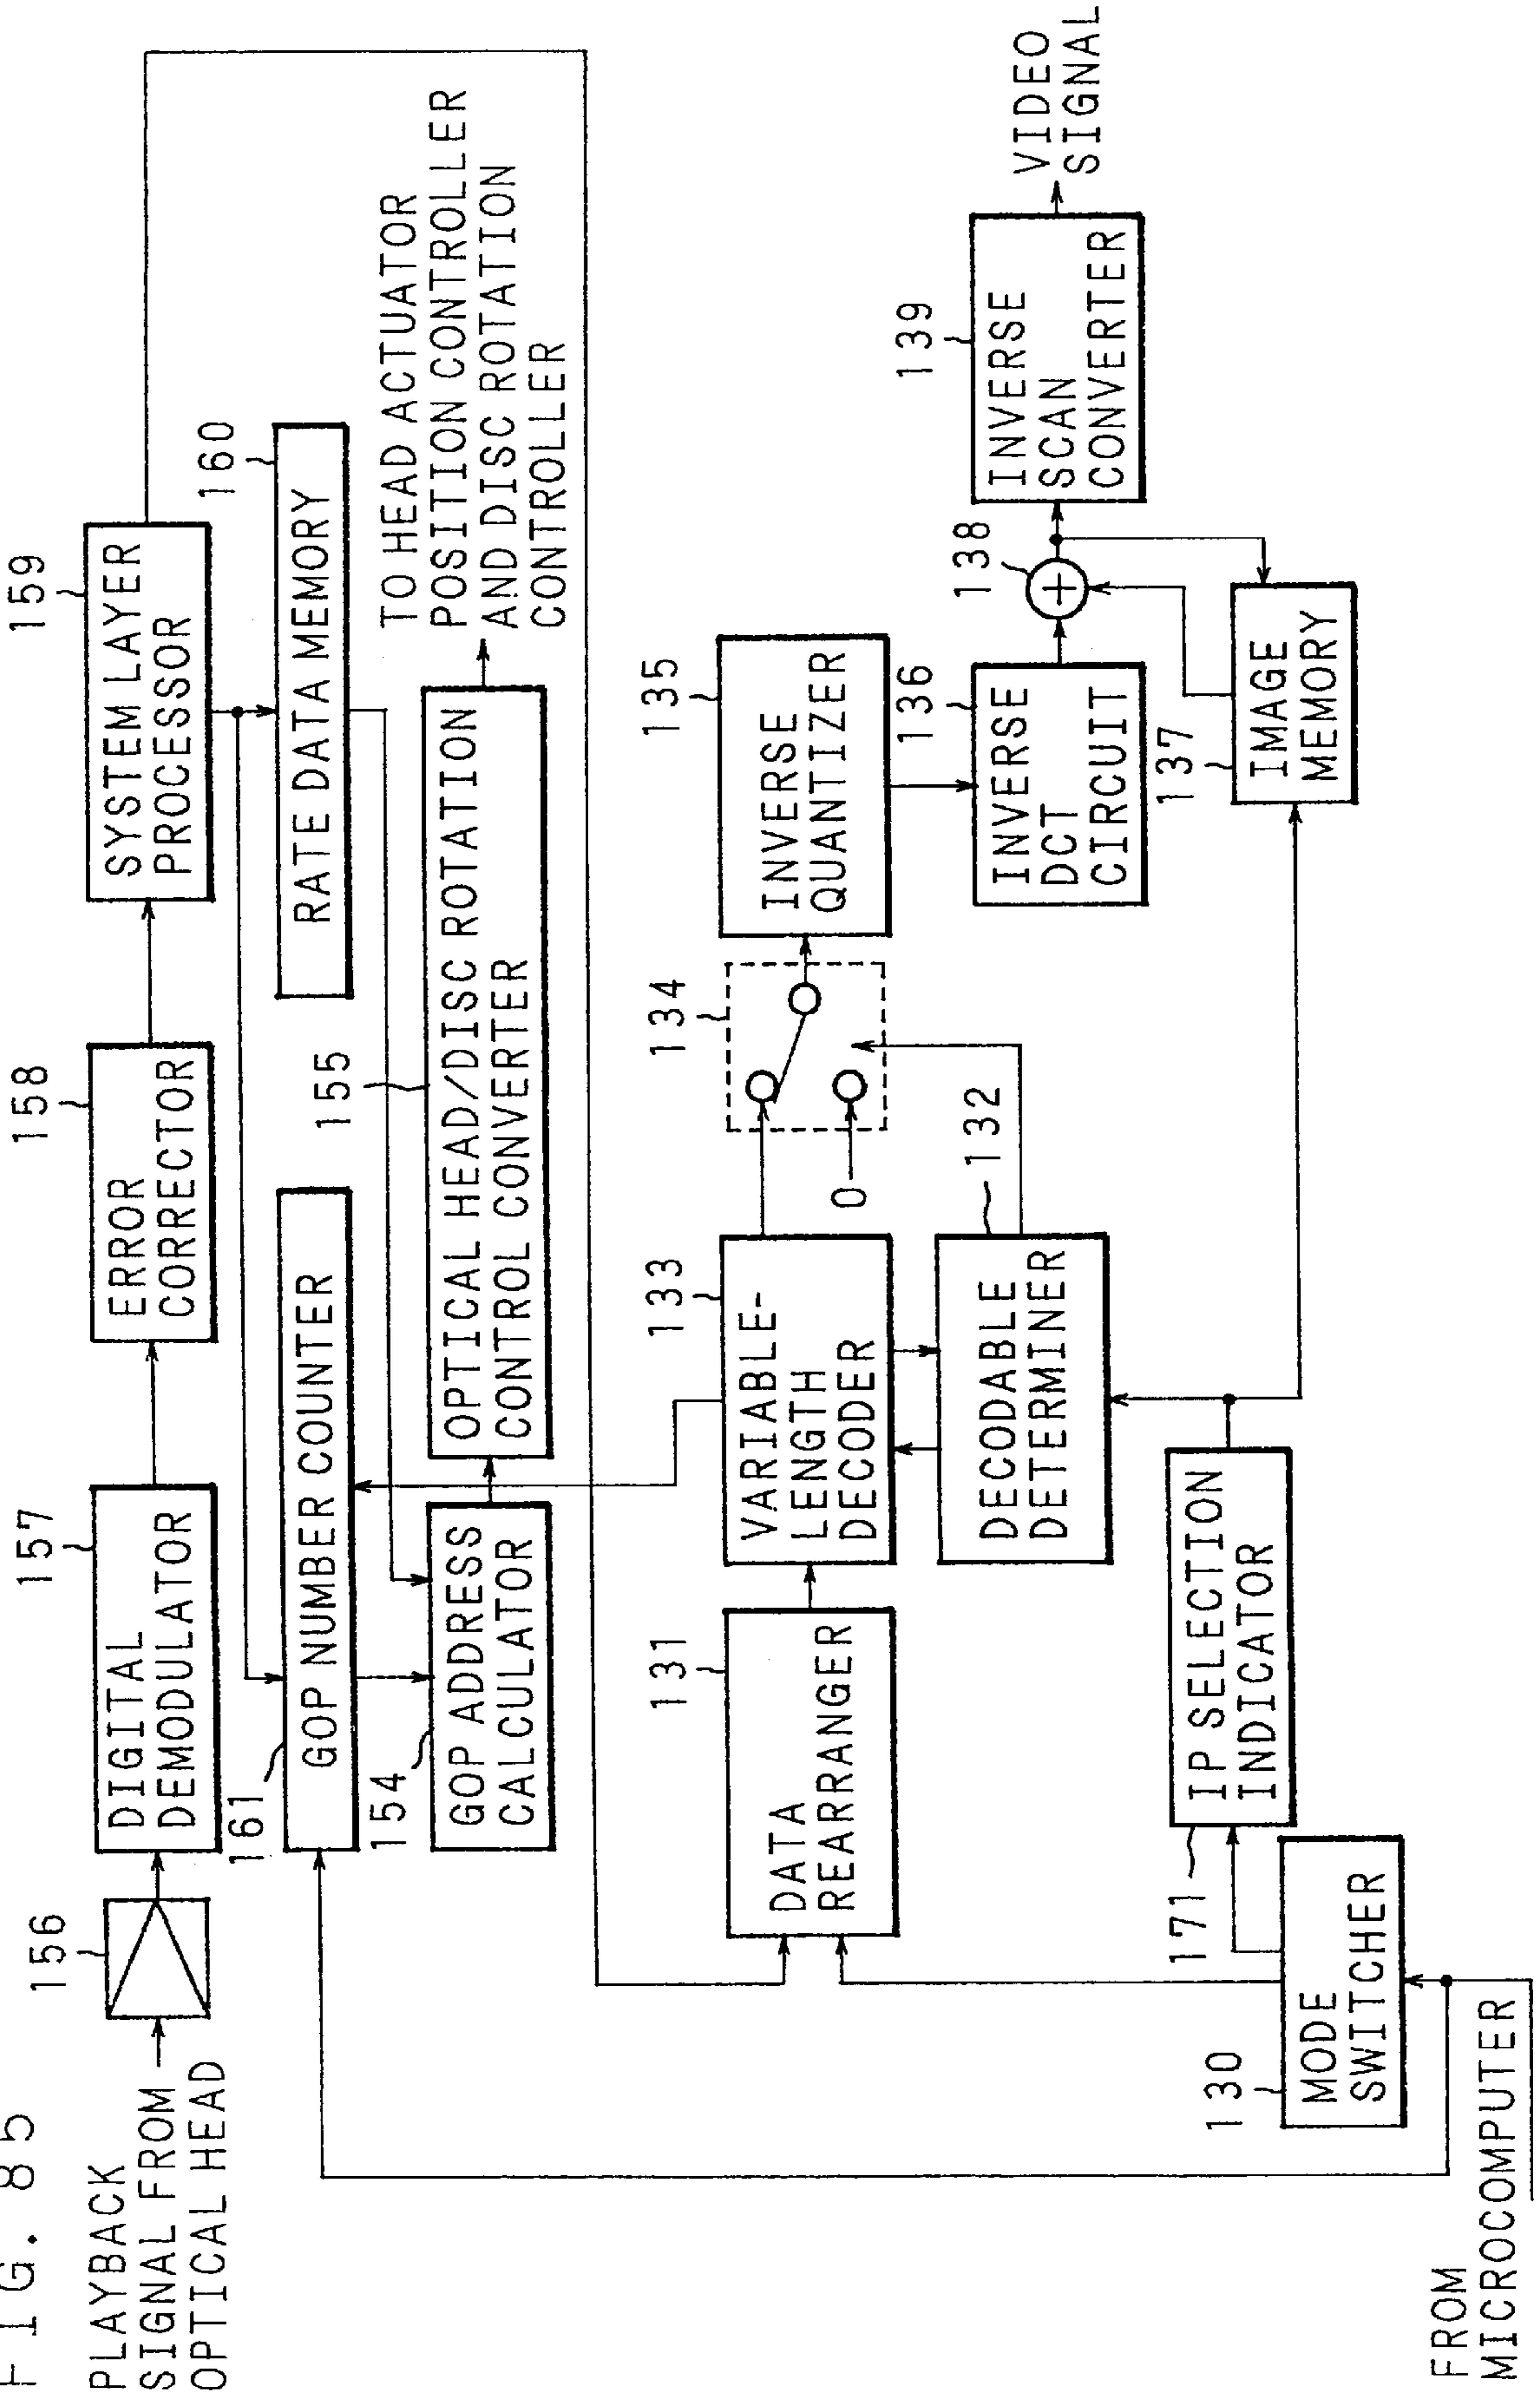 FIG. 85
PLAYBACK
SIGNAL FROM
OPTICAL HEAD
156
157
DIGITAL
DEMODULATOR
158
ERROR
CORRECTOR
159
SYSTEM LAYER
PROCESSOR
161
GOP NUMBER COUNTER
160
RATE DATA MEMORY
154
GOP ADDRESS
CALCULATOR
155
OPTICAL HEAD/DISC ROTATION
CONTROL CONVERTER
TO HEAD ACTUATOR
POSITION CONTROLLER
AND DISC ROTATION
CONTROLLER
131
DATA
REARRANGER
133
VARIABLE-
LENGTH
DECODER
134
0
135
INVERSE
QUANTIZER
132
DECODABLE
DETERMINER
136
INVERSE
DCT
CIRCUIT
138
+
139
INVERSE
SCAN
CONVERTER
VIDEO
SIGNAL
171
IP SELECTION
INDICATOR
137
IMAGE
MEMORY
130
MODE
SWITCHER
FROM
MICROCOMPUTER